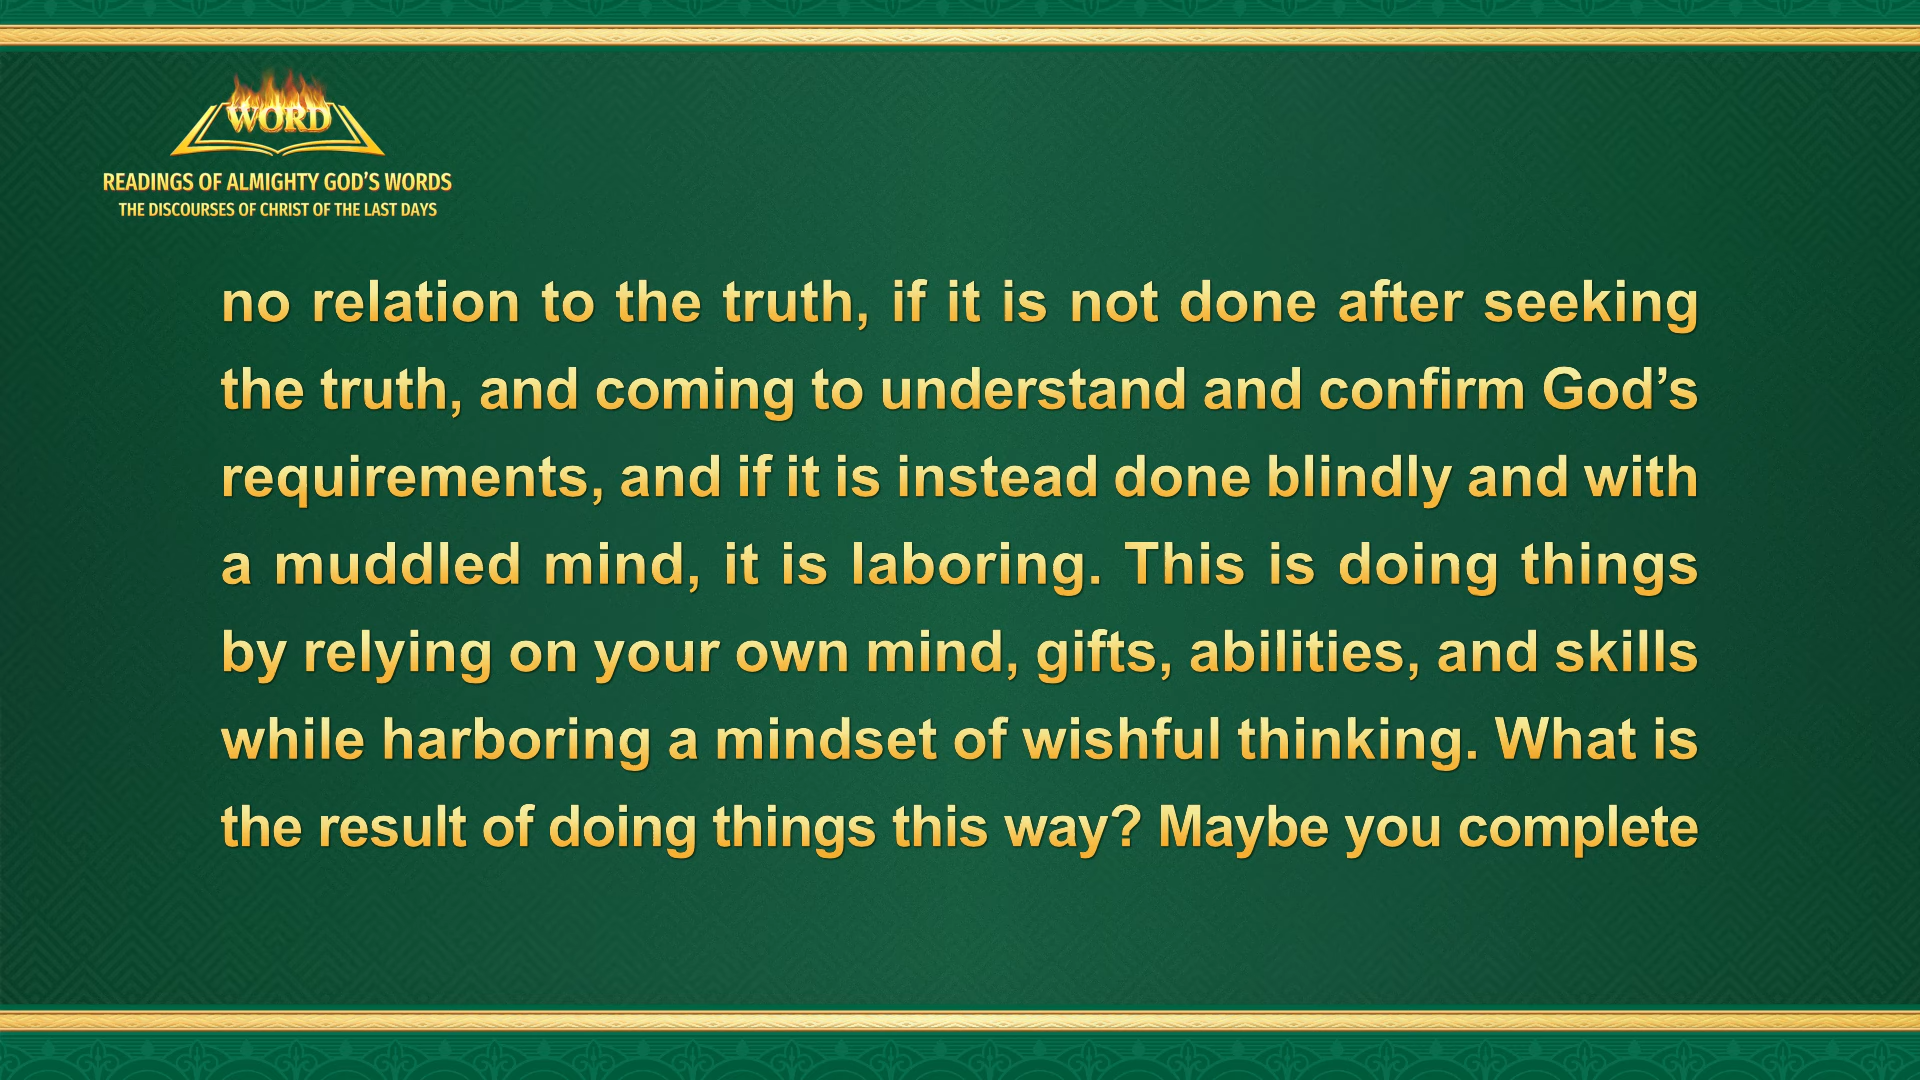 WORD
READINGS OF ALMIGHTY GOD’S WORDS
THE DISCOURSES OF CHRIST OF THE LAST DAYS
no relation to the truth, if it is not done after seeking
the truth, and coming to understand and confirm God’s
requirements, and if it is instead done blindly and with
a muddled mind, it is laboring. This is doing things
by relying on your own mind, gifts, abilities, and skills
while harboring a mindset of wishful thinking. What is
the result of doing things this way? Maybe you complete